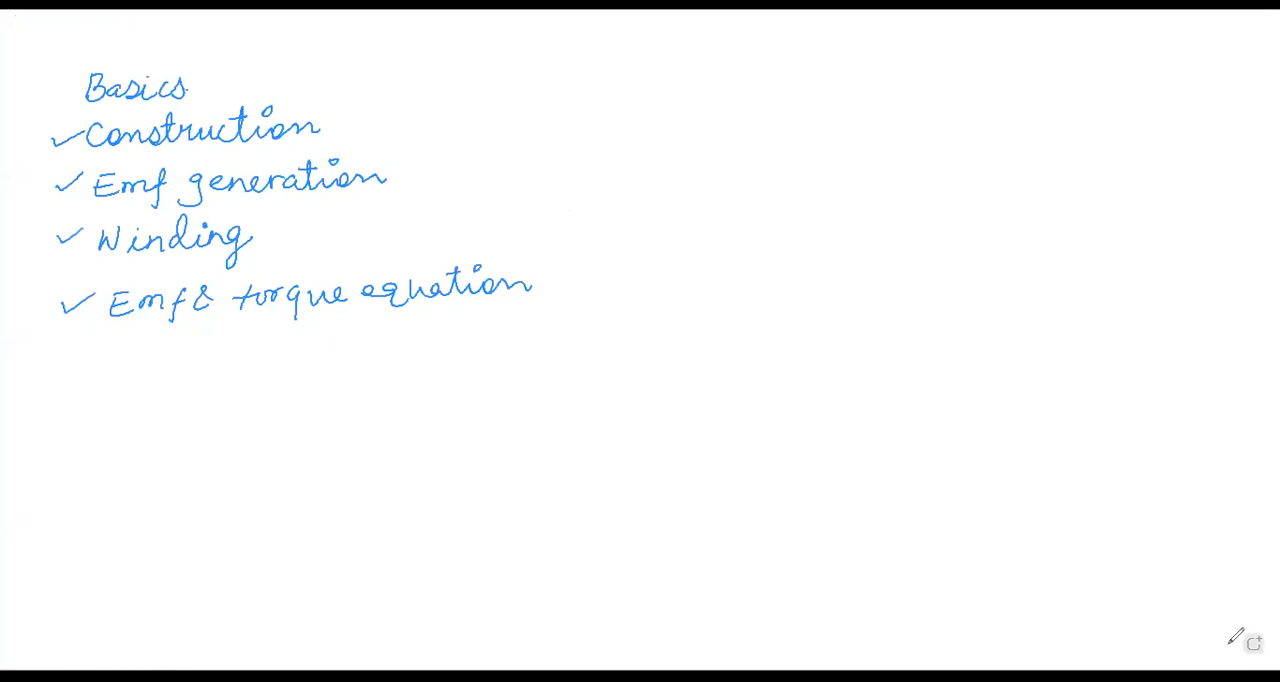 Basics
✓ Construction
✓ Emf generation
✓ Winding
✓ Emf & torque equation